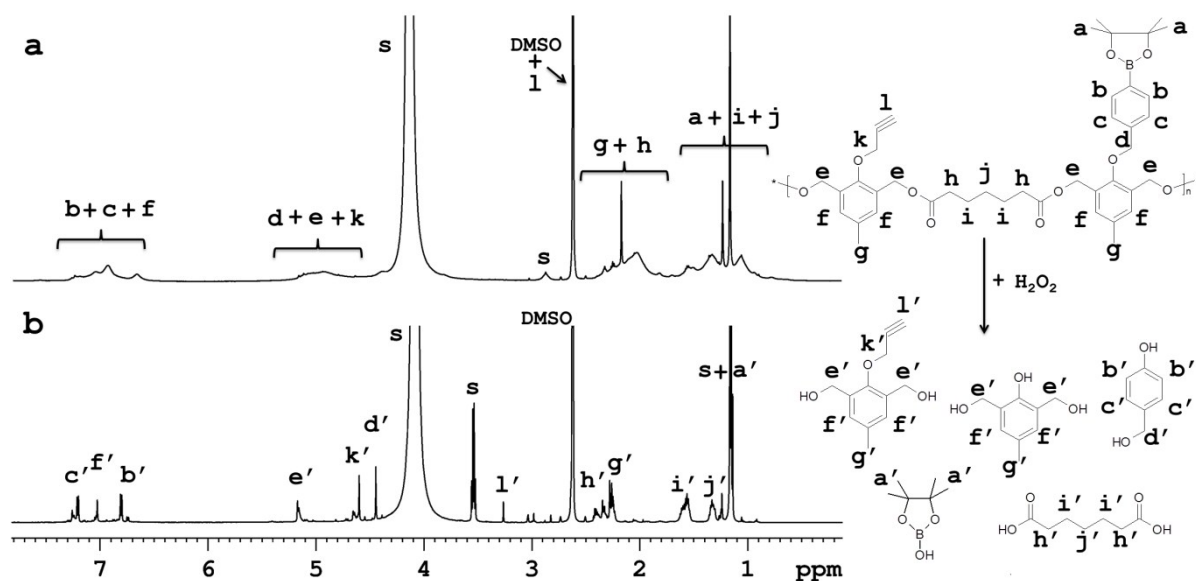 a
s
DMSO
+
l
b+c+f
d+e+k
s
g+h
a+i+j
b
s
DMSO
c'
f'
b'
e'
k'
d'
s
l'
h'
g'
i'
j'
s+a'
7
6
5
4
3
2
1
ppm
a
a
O
O
B
b
b
c
c
d
l
k
O
O
e
e
e
e
*
O
O
O
O
O
O
n
*
h
j
h
i
i
f
f
f
f
g
g
+ H₂O₂
l'
k'
O
e'
e'
HO
OH
f'
f'
g'
OH
e'
e'
HO
OH
f'
f'
g'
OH
b'
b'
c'
c'
HO
d'
a'
a'
O
O
B
OH
O
i'
i'
O
OH
OH
h'
j'
h'